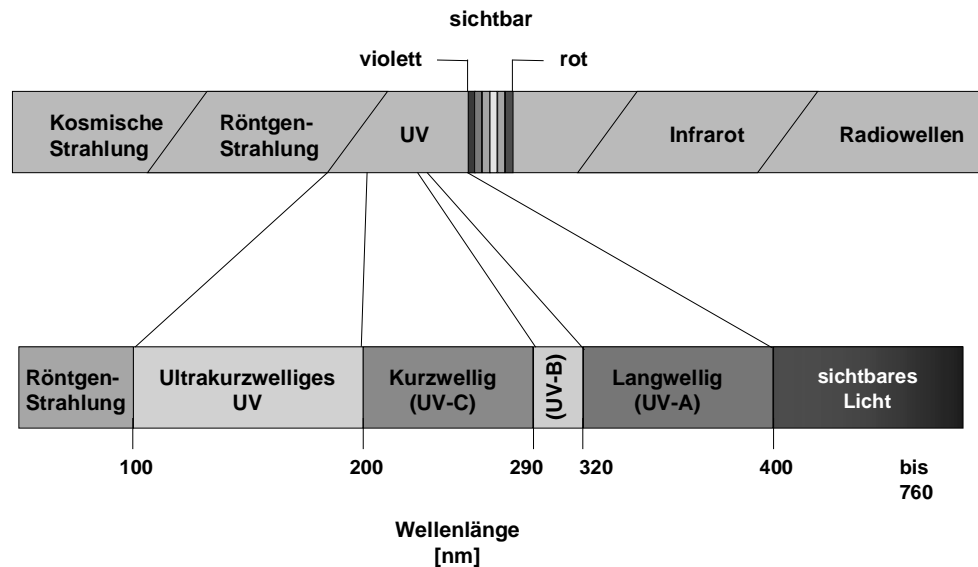 sichtbar
violett
rot
Kosmische
Strahlung
Röntgen-
Strahlung
UV
Infrarot
Radiowellen
Röntgen-
Strahlung
Ultrakurzwelliges
UV
Kurzwellig
(UV-C)
(UV-B)
Langwellig
(UV-A)
sichtbares
Licht
100
200
290
320
400
bis
760
Wellenlänge
[nm]